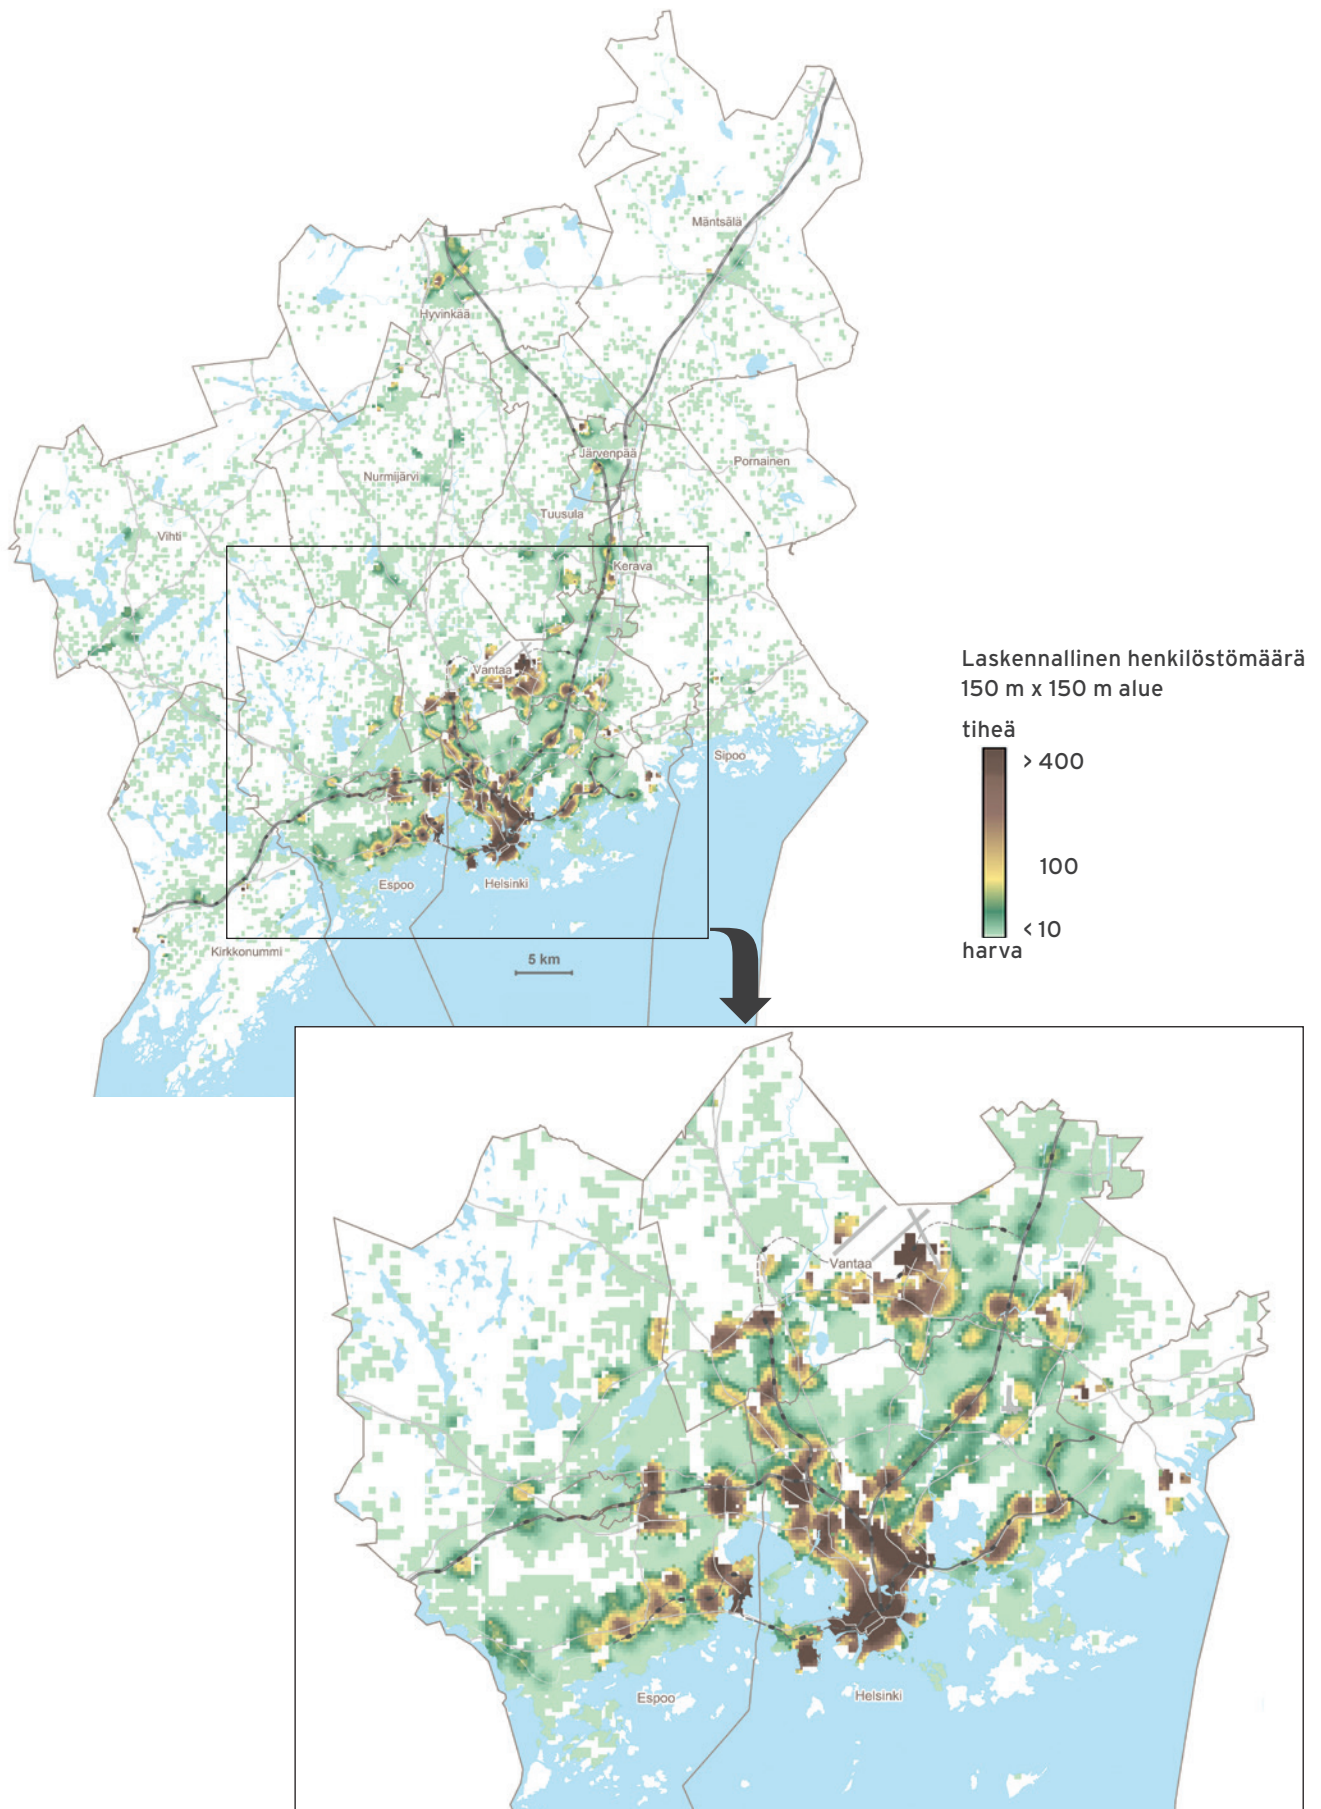 Mäntsälä
Hyvinkää
Järvenpää
Pornainen
Nurmijärvi
Tuusula
Vihti
Kerava
Vantaa
Sipoo
Espoo
Helsinki
Kirkkonummi
5 km
Laskennallinen henkilöstömäärä
150 m x 150 m alue
tiheä
> 400
100
< 10
harva
Vantaa
Espoo
Helsinki